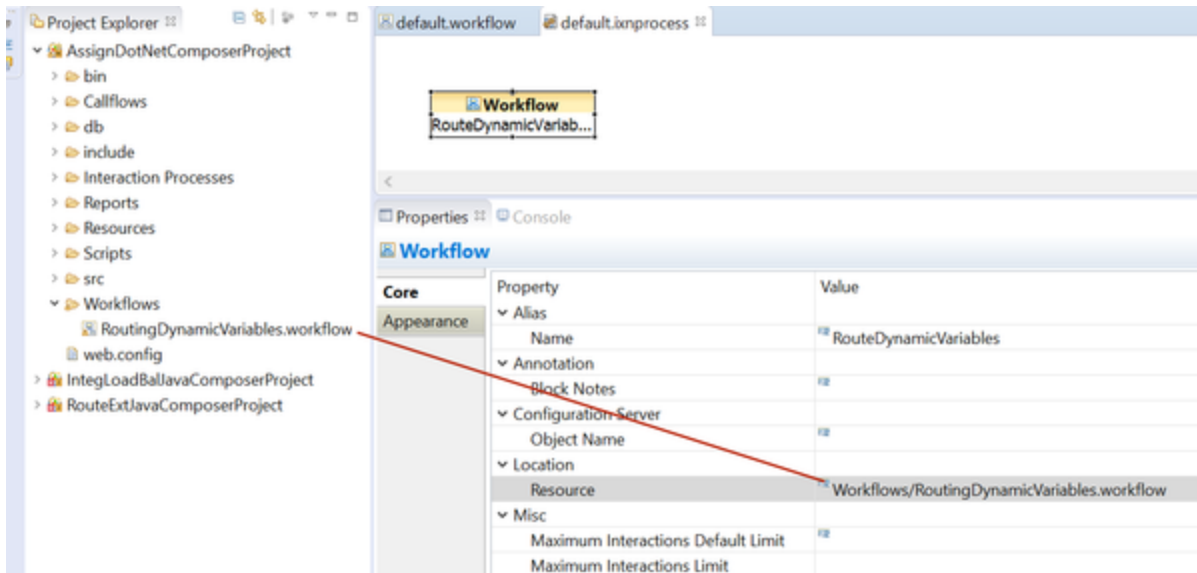 Project Explorer
AssignDotNetComposerProject
bin
Callflows
db
include
Interaction Processes
Reports
Resources
Scripts
src
Workflows
RoutingDynamicVariables.workflow
web.config
IntegLoadBalJavaComposerProject
RouteExtJavaComposerProject
default.workflow
default.ixnprocess
Workflow
RouteDynamicVariab...
Properties
Console
Workflow
Core
Appearance
Property Value
Alias
Name RouteDynamicVariables
Annotation
Block Notes
Configuration Server
Object Name
Location
Resource Workflows/RoutingDynamicVariables.workflow
Misc
Maximum Interactions Default Limit
Maximum Interactions Limit